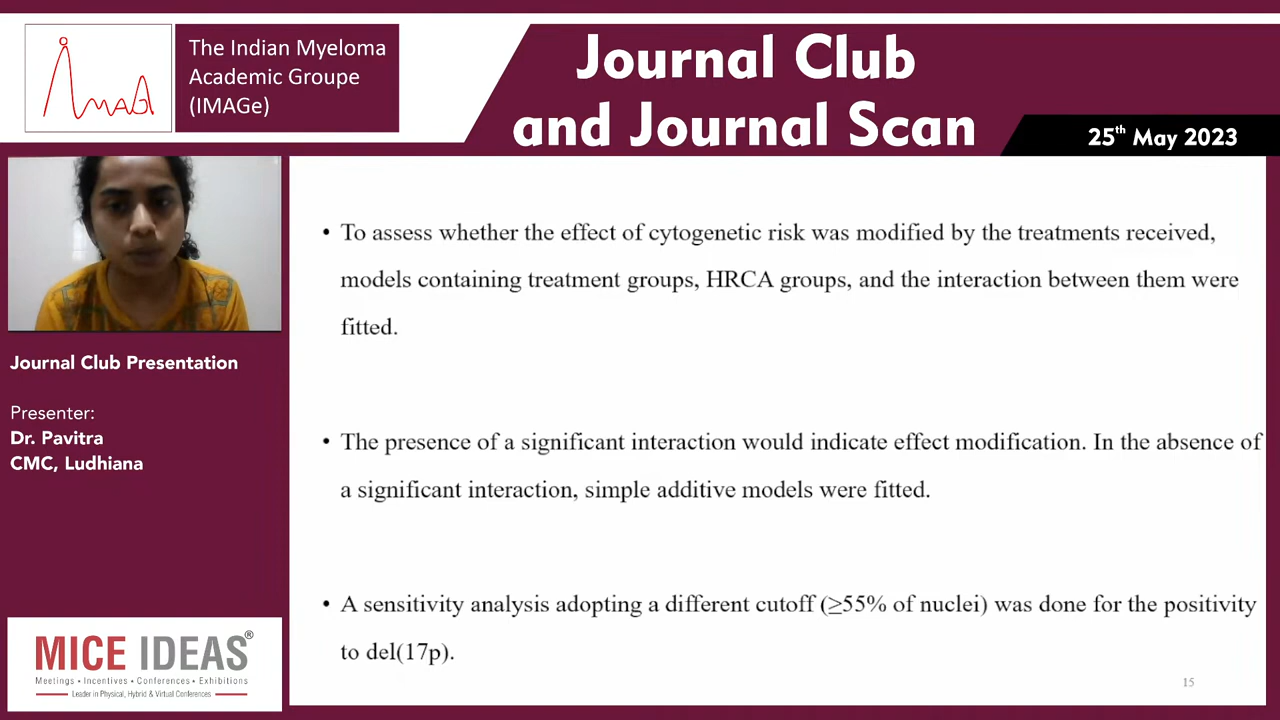 ImAG
The Indian Myeloma
Academic Groupe
(IMAGe)
Journal Club
and Journal Scan
25th May 2023
Journal Club Presentation
Presenter:
Dr. Pavitra
CMC, Ludhiana
MICE IDEAS®
Meetings • Incentives • Conferences • Exhibitions
Leader in Physical, Hybrid & Virtual Conferences
• To assess whether the effect of cytogenetic risk was modified by the treatments received,
models containing treatment groups, HRCA groups, and the interaction between them were
fitted.
• The presence of a significant interaction would indicate effect modification. In the absence of
a significant interaction, simple additive models were fitted.
• A sensitivity analysis adopting a different cutoff (≥55% of nuclei) was done for the positivity
to del(17p).
15